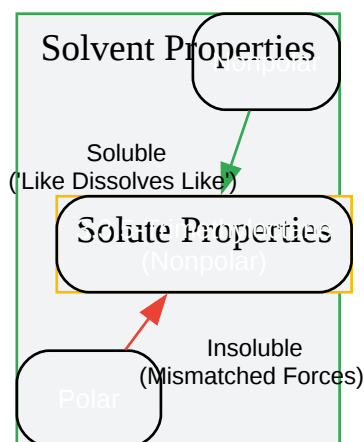 Solvent Properties
Nonpolar
Soluble
('Like Dissolves Like')
Solute Properties
(Nonpolar)
Insoluble
(Mismatched Forces)
Polar